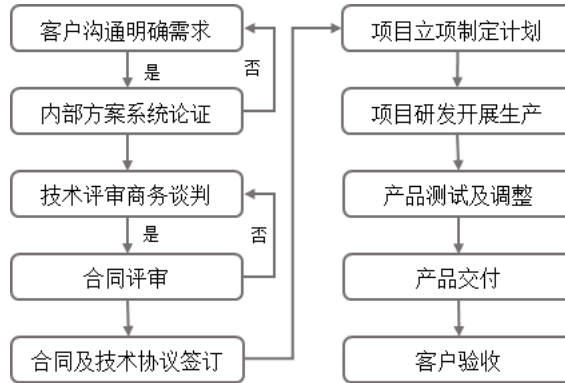 客户沟通明确需求
是
否
内部方案系统论证
技术评审商务谈判
是
否
合同评审
合同及技术协议签订
项目立项制定计划
项目研发开展生产
产品测试及调整
产品交付
客户验收